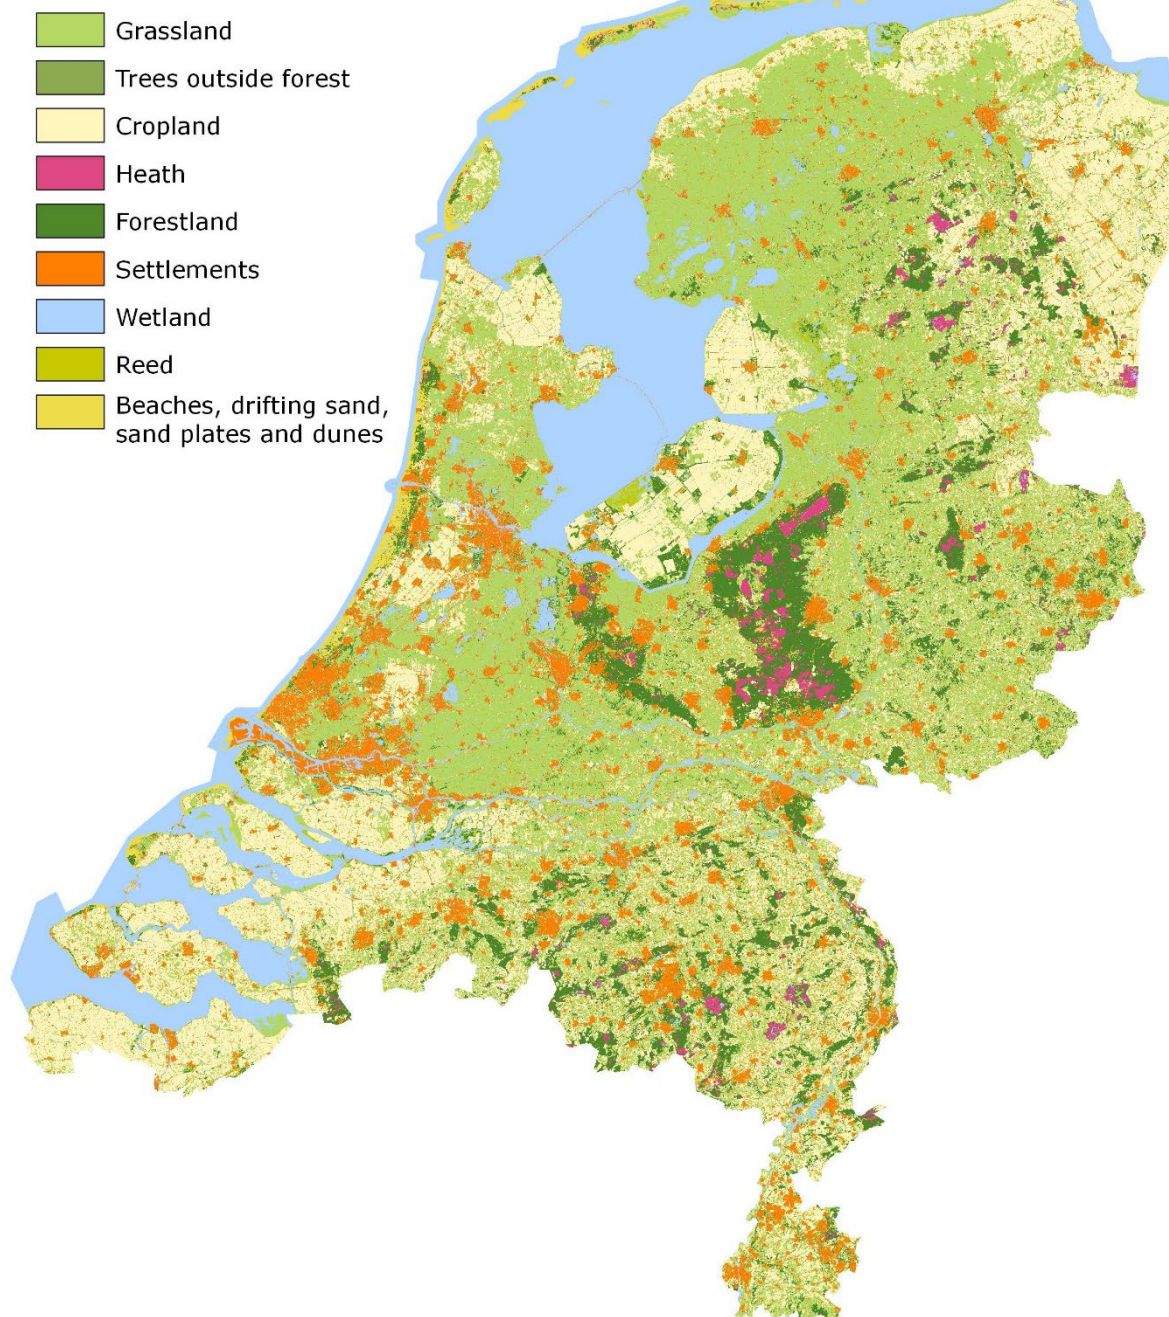 Grassland
Trees outside forest
Cropland
Heath
Forestland
Settlements
Wetland
Reed
Beaches, drifting sand,
sand plates and dunes